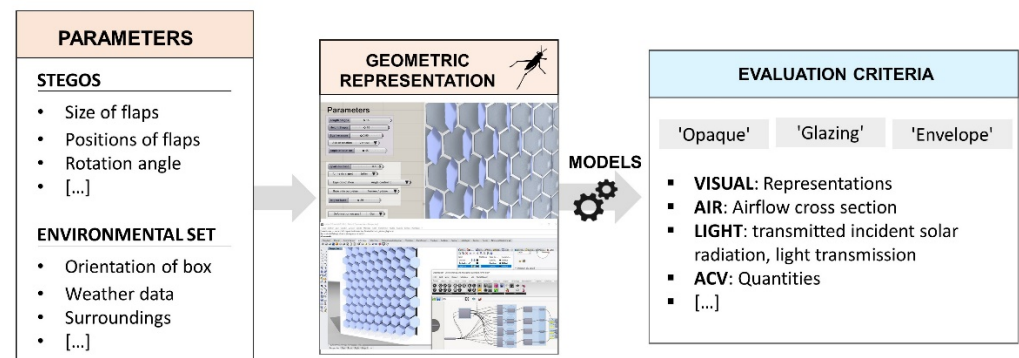 PARAMETERS
STEGOS
• Size of flaps
• Positions of flaps
• Rotation angle
• [...]
ENVIRONMENTAL SET
• Orientation of box
• Weather data
• Surroundings
• [...]
GEOMETRIC
REPRESENTATION
Parameters
MODELS
EVALUATION CRITERIA
'Opaque' 'Glazing' 'Envelope'
▪ VISUAL: Representations
▪ AIR: Airflow cross section
▪ LIGHT: transmitted incident solar
radiation, light transmission
▪ ACV: Quantities
▪ [...]